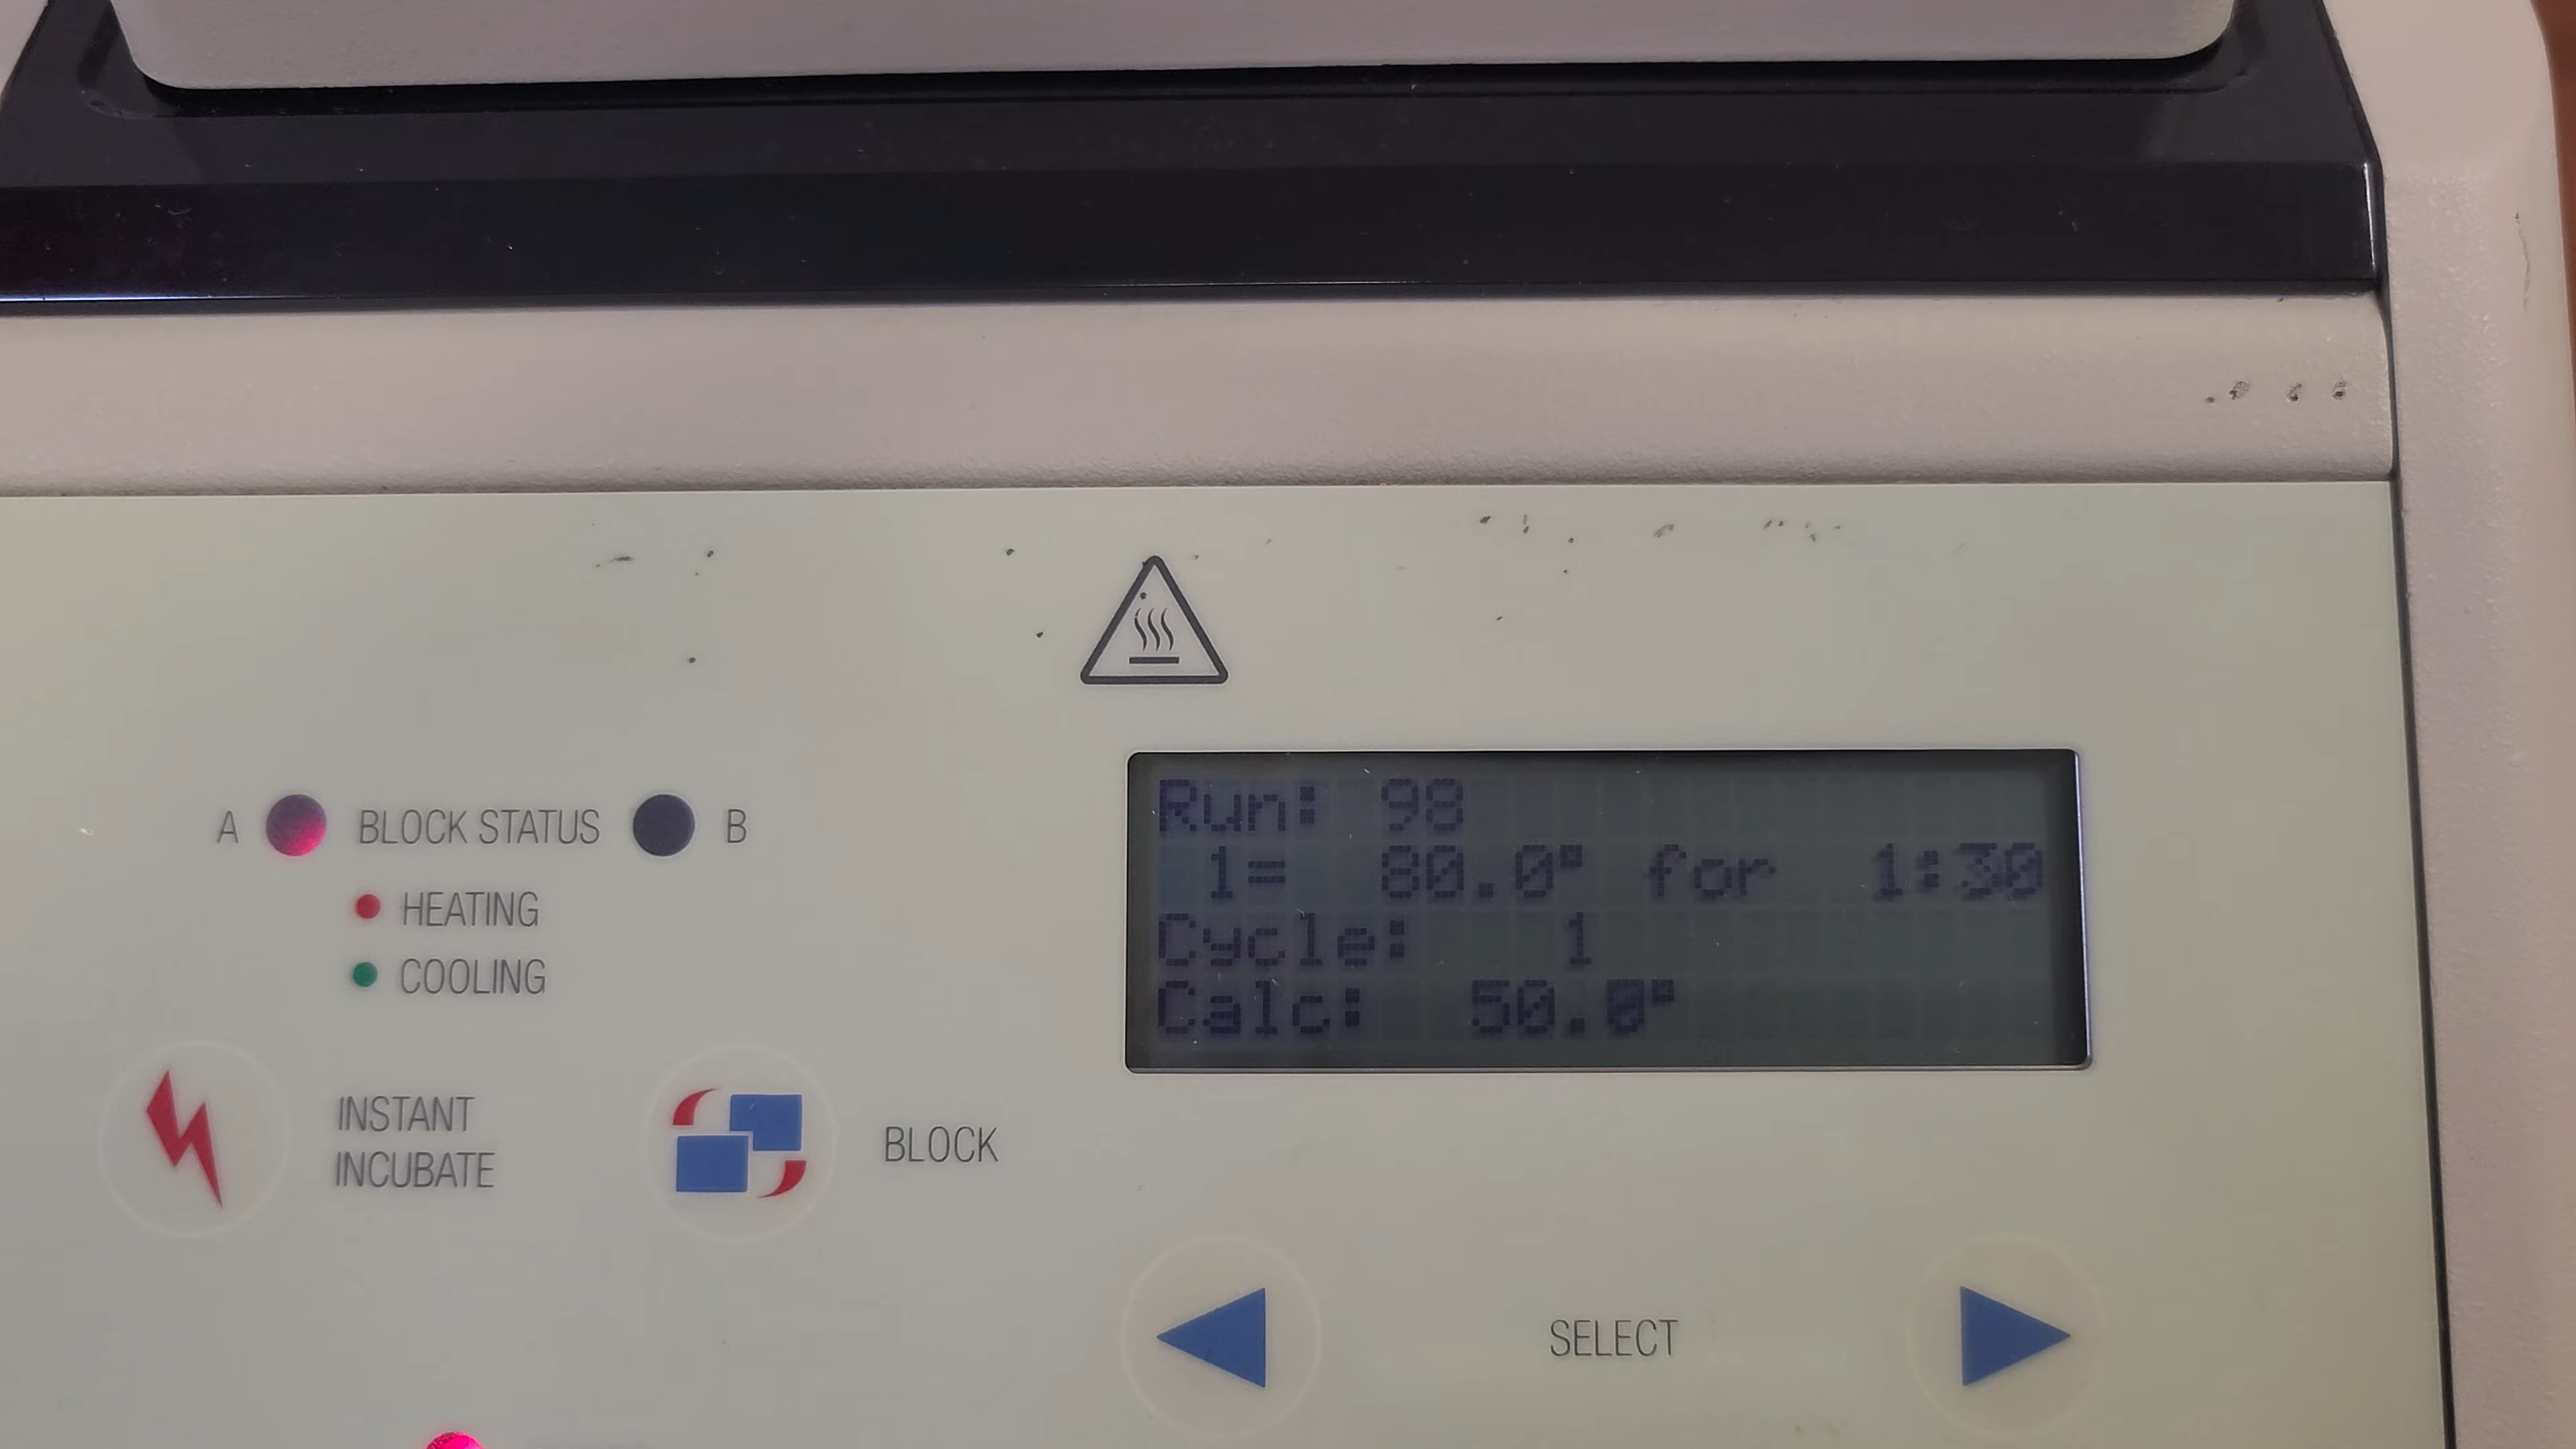 A BLOCK STATUS B
HEATING
COOLING
INSTANT
INCUBATE
BLOCK
Run: 98
1= 80.0° for 1:30
Cycle: 1
Calc: 50.0°
SELECT